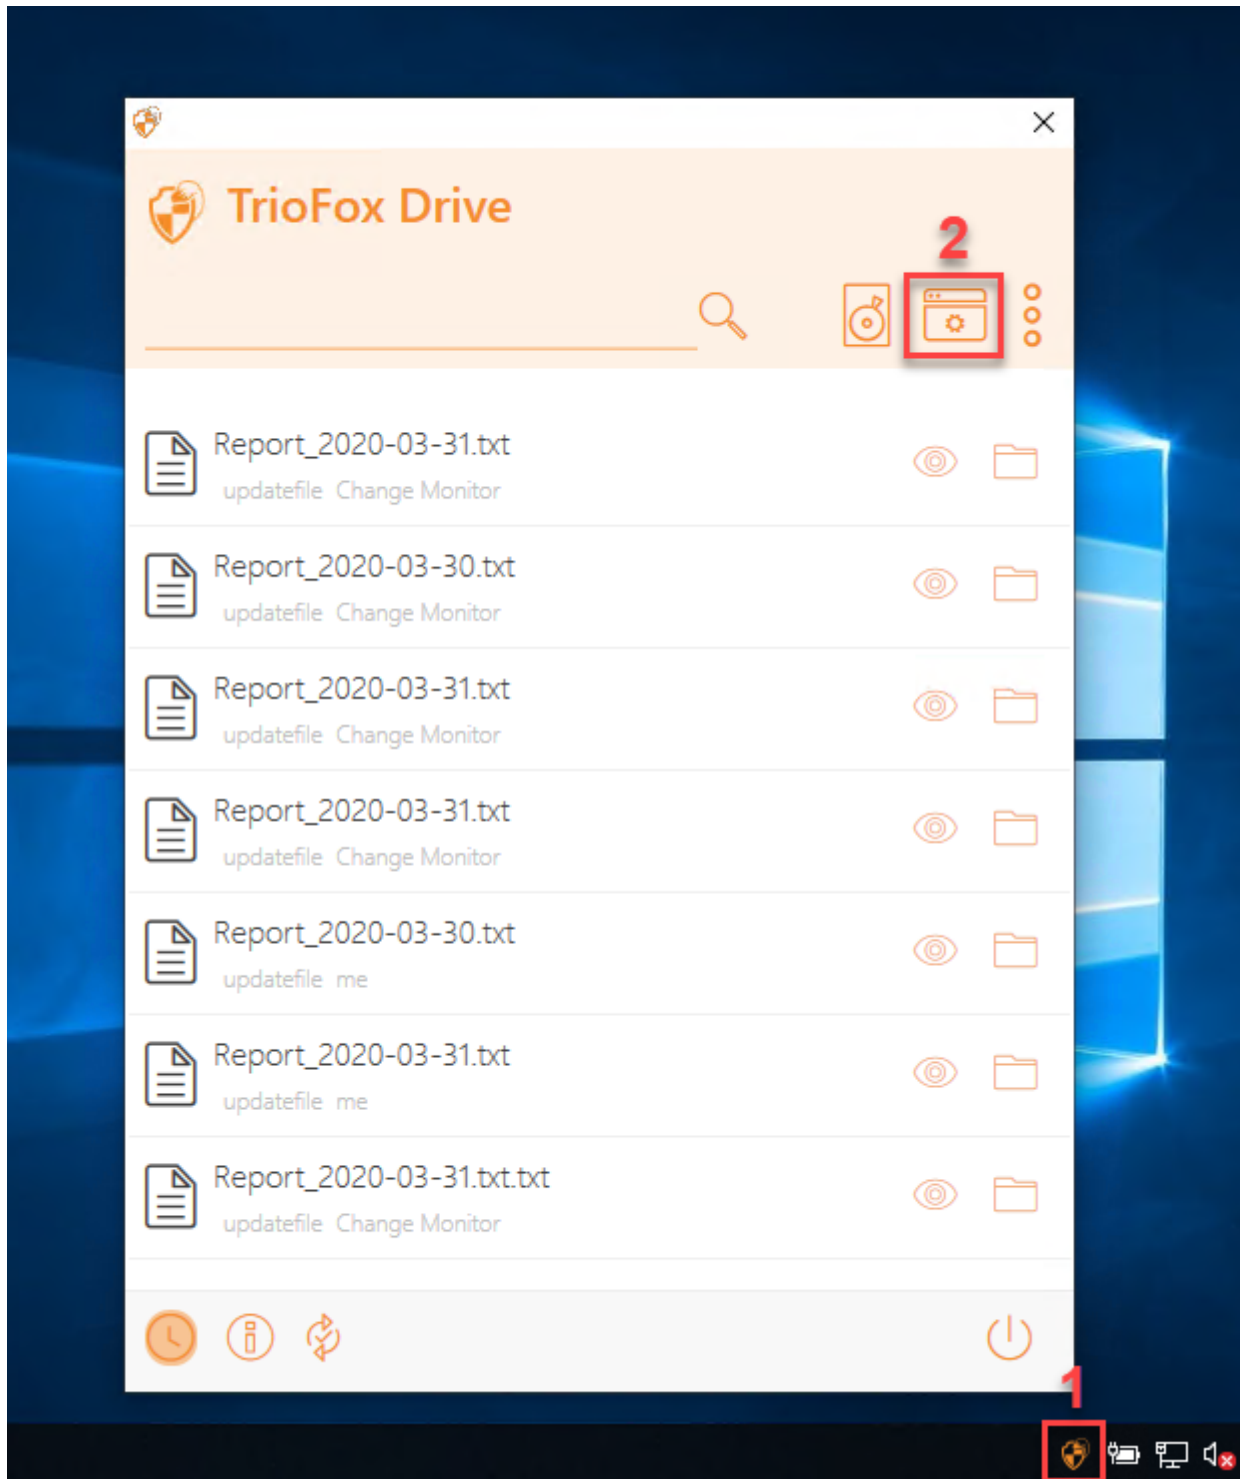 TrioFox Drive
2
Report_2020-03-31.txt
updatefile Change Monitor
Report_2020-03-30.txt
updatefile Change Monitor
Report_2020-03-31.txt
updatefile Change Monitor
Report_2020-03-31.txt
updatefile Change Monitor
Report_2020-03-30.txt
updatefile me
Report_2020-03-31.txt
updatefile me
Report_2020-03-31.txt.txt
updatefile Change Monitor
1